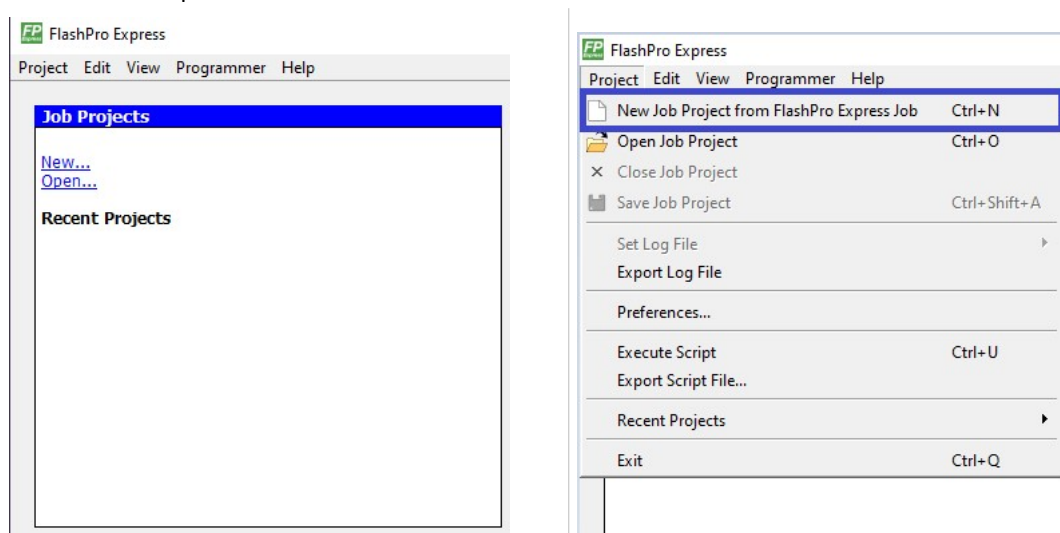 FP FlashPro Express
Project Edit View Programmer Help
Job Projects
New...
Open...
Recent Projects
FP FlashPro Express
Project Edit View Programmer Help
New Job Project from FlashPro Express Job Ctrl+N
Open Job Project Ctrl+O
Close Job Project
Save Job Project Ctrl+Shift+A
Set Log File
Export Log File
Preferences...
Execute Script Ctrl+U
Export Script File...
Recent Projects
Exit Ctrl+Q